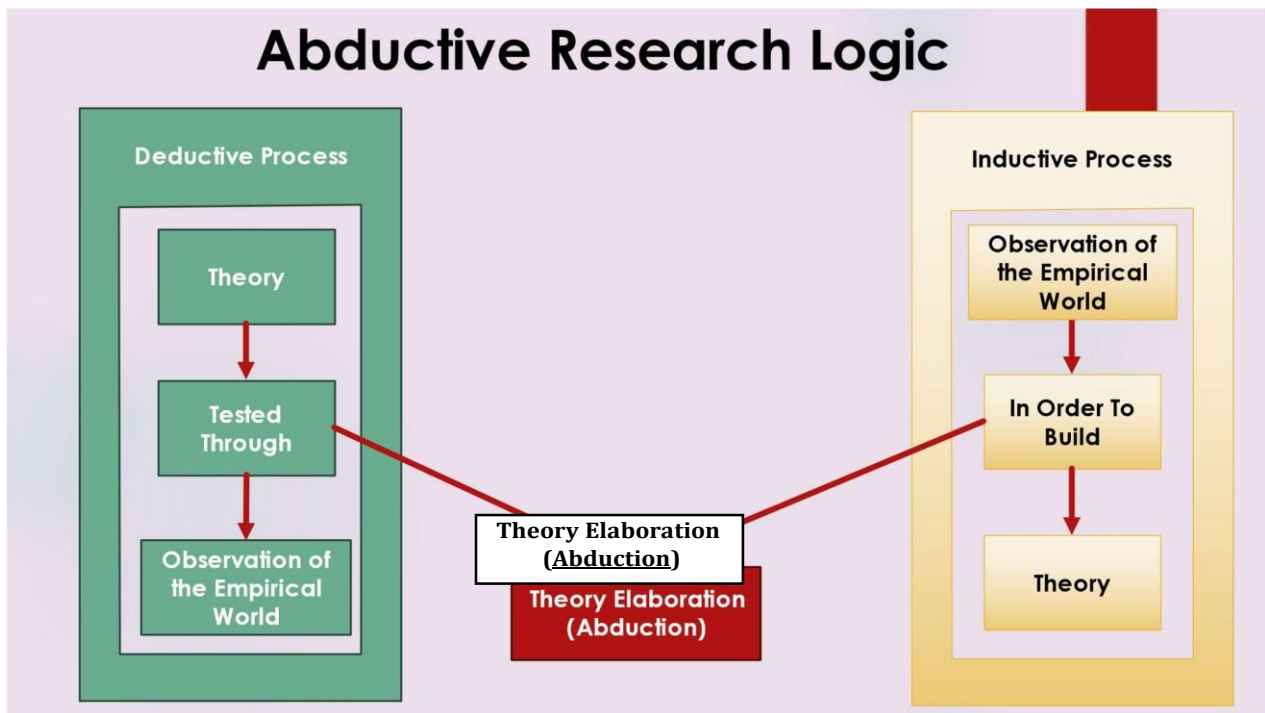 Abductive Research Logic
Deductive Process
Theory
Tested
Through
Observation of
the Empirical
World
Theory Elaboration
(Abduction)
Theory Elaboration
(Abduction)
Inductive Process
Observation of
the Empirical
World
In Order To
Build
Theory